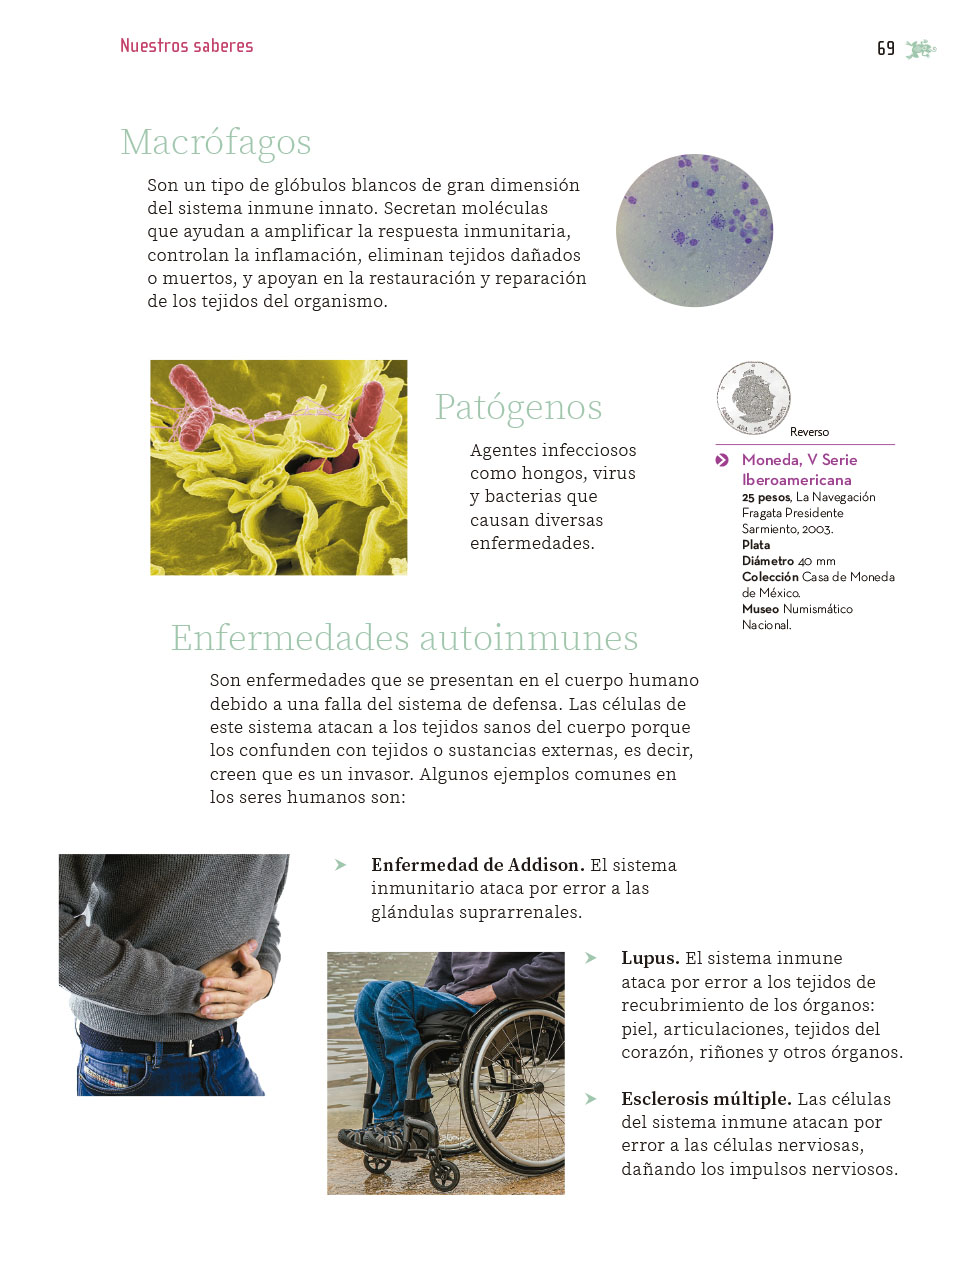 Nuestros saberes
69
Macrófagos
Son un tipo de glóbulos blancos de gran dimensión
del sistema inmune innato. Secretan moléculas
que ayudan a amplificar la respuesta inmunitaria,
controlan la inflamación, eliminan tejidos dañados
o muertos, y apoyan en la restauración y reparación
de los tejidos del organismo.
Patógenos
Agentes infecciosos
como hongos, virus
y bacterias que
causan diversas
enfermedades.
Reverso
Moneda, V Serie
Iberoamericana
25 pesos, La Navegación
Fragata Presidente
Sarmiento, 2003.
Plata
Diámetro 40 mm
Colección Casa de Moneda
de México.
Museo Numismático
Nacional.
Enfermedades autoinmunes
Son enfermedades que se presentan en el cuerpo humano
debido a una falla del sistema de defensa. Las células de
este sistema atacan a los tejidos sanos del cuerpo porque
los confunden con tejidos o sustancias externas, es decir,
creen que es un invasor. Algunos ejemplos comunes en
los seres humanos son:
Enfermedad de Addison. El sistema
inmunitario ataca por error a las
glándulas suprarrenales.
Lupus. El sistema inmune
ataca por error a los tejidos de
recubrimiento de los órganos:
piel, articulaciones, tejidos del
corazón, riñones y otros órganos.
Esclerosis múltiple. Las células
del sistema inmune atacan por
error a las células nerviosas,
dañando los impulsos nerviosos.